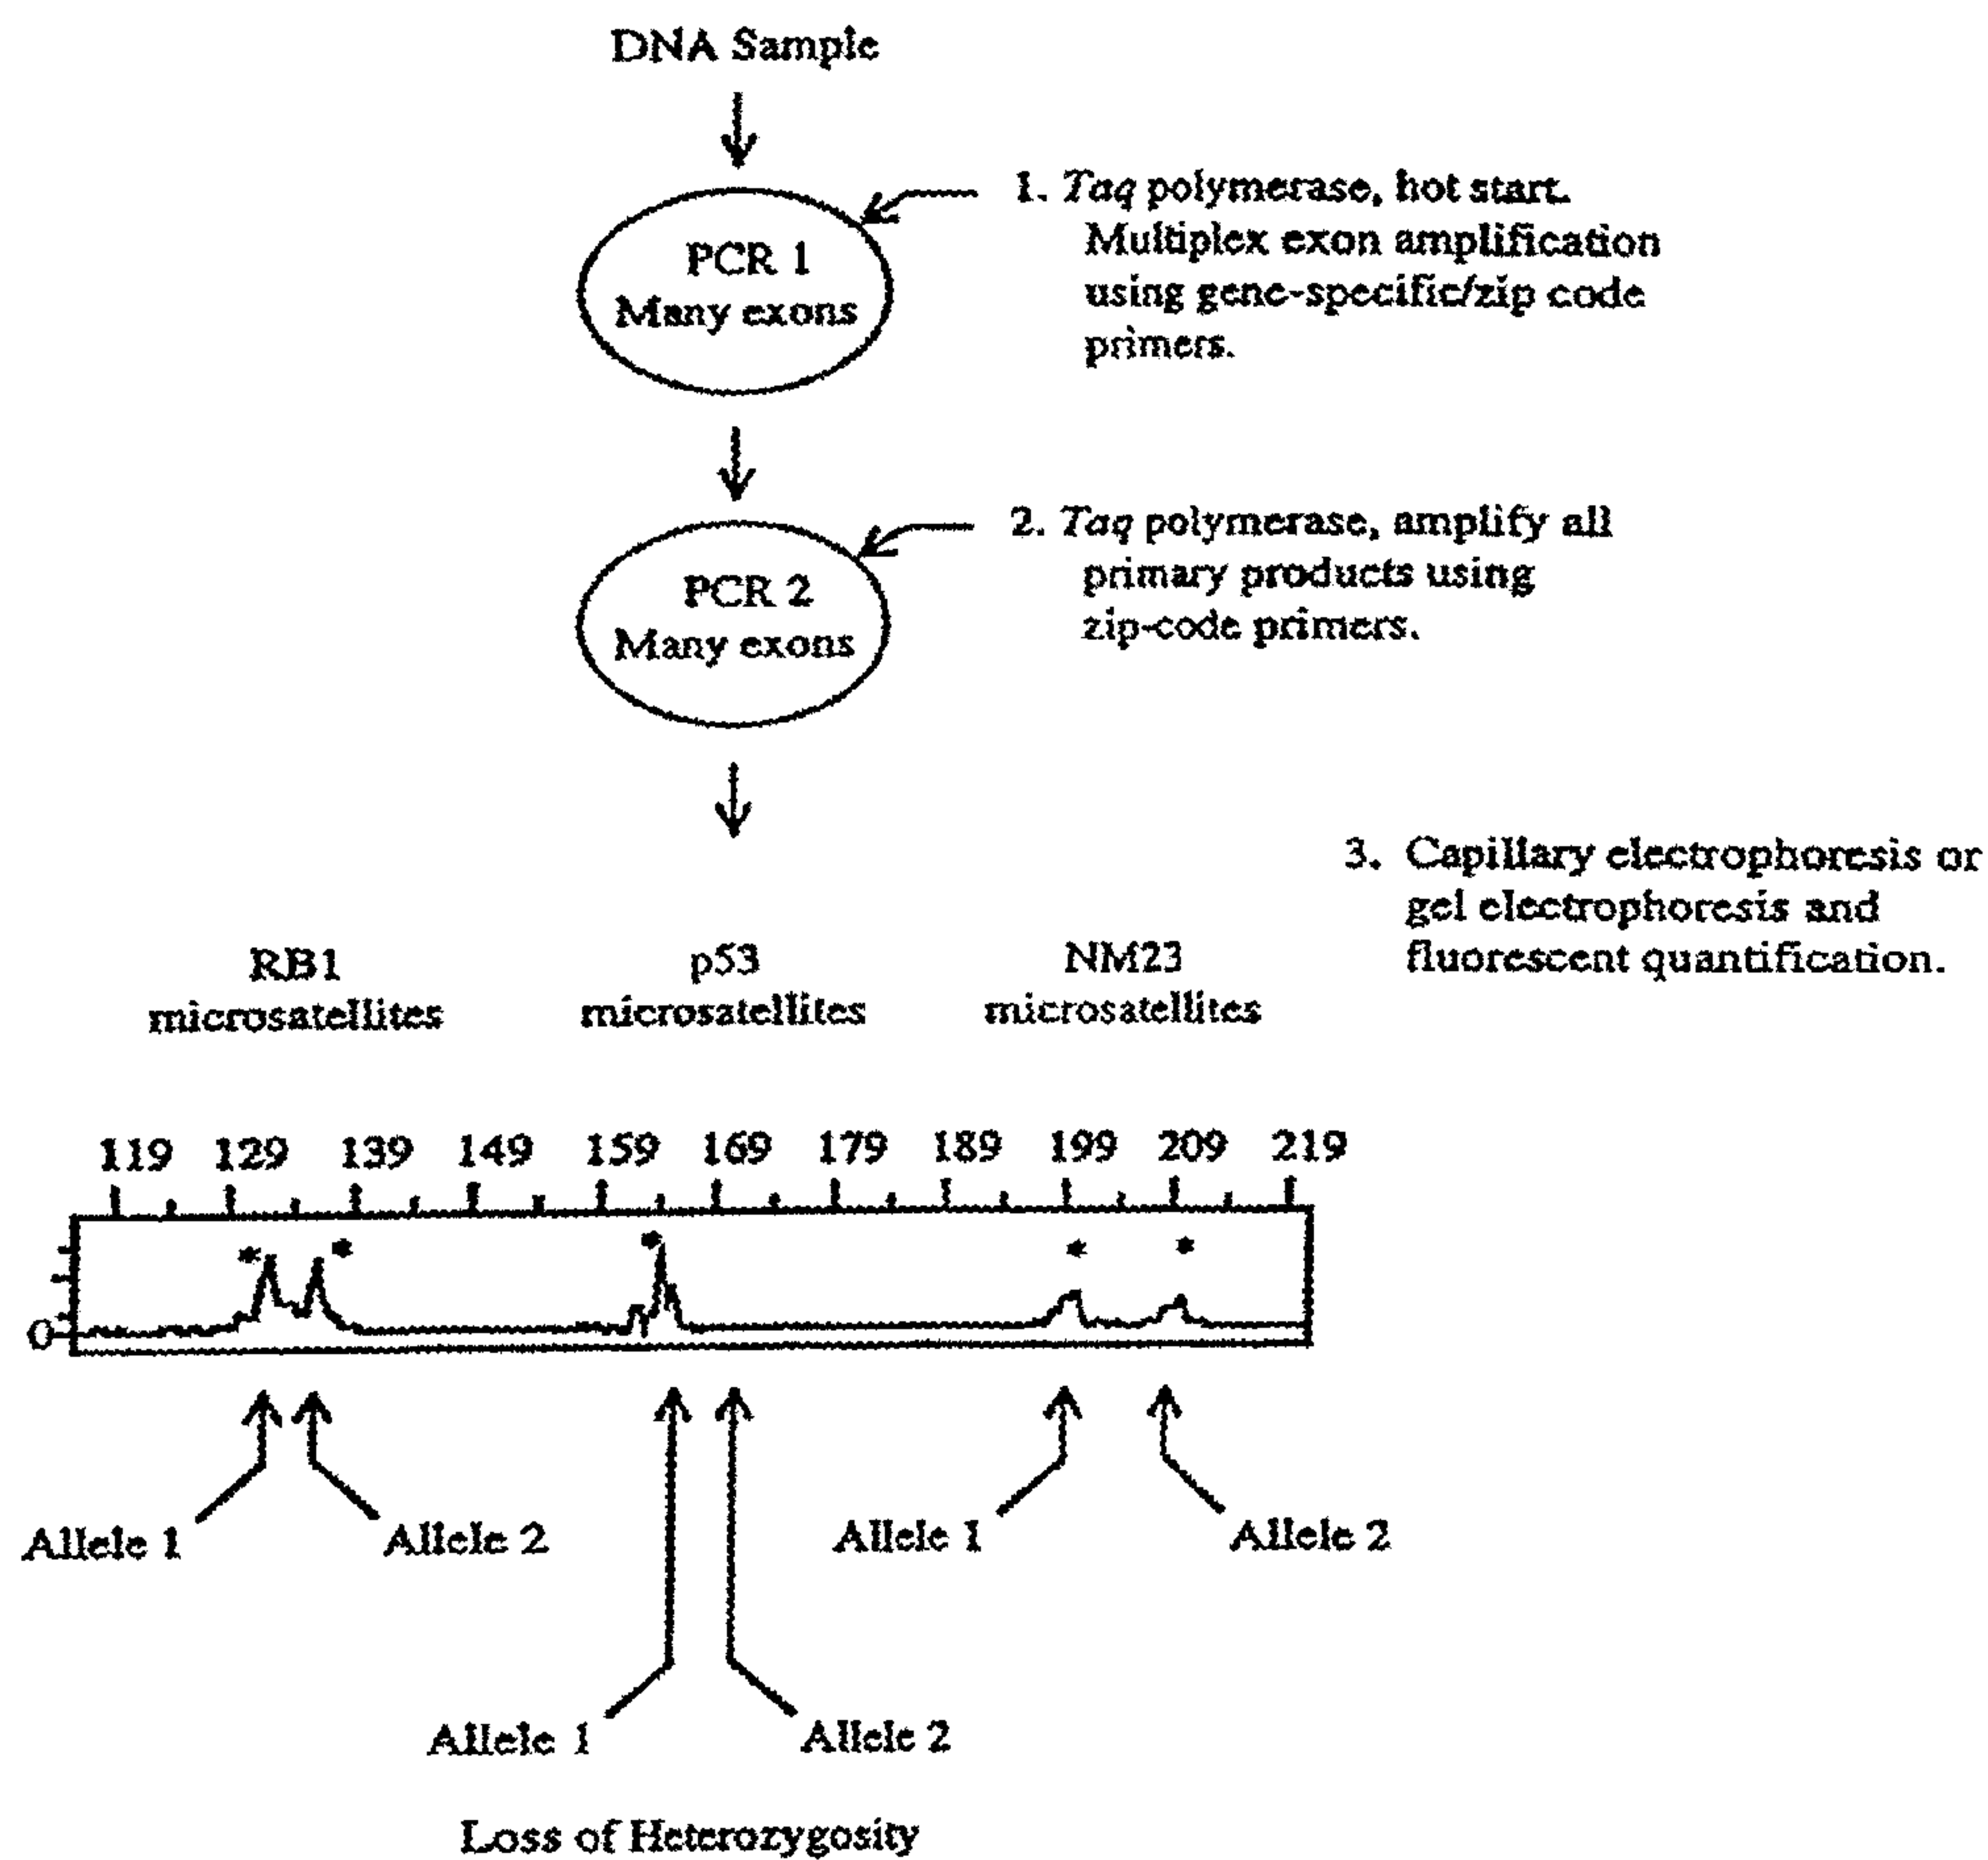 DNA Sample
PCR 1
Many exons
1. Taq polymerase, hot start.
Multiplex exon amplification
using gene-specific/zip code
primers.
PCR 2
Many exons
2. Taq polymerase, amplify all
primary products using
zip-code primers.
3. Capillary electrophoresis or
gel electrophoresis and
fluorescent quantification.
RB1
microsatellites
p53
microsatellites
NM23
microsatellites
119 129 139 149 159 169 179 189 199 209 219
* * * * *
0
Allele 1
Allele 2
Allele 1
Allele 2
Allele 1
Allele 2
Loss of Heterozygosity